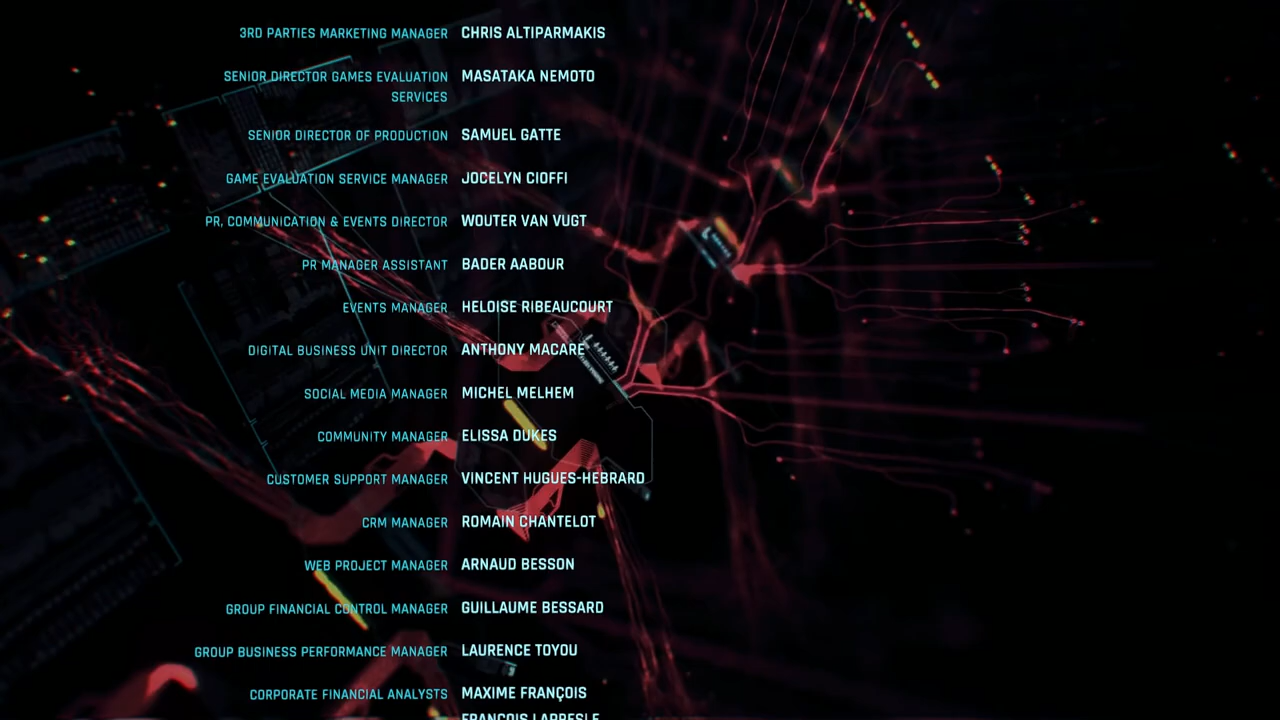 3RD PARTIES MARKETING MANAGER CHRIS ALTIPARMAKIS
SENIOR DIRECTOR GAMES EVALUATION MASATAKA NEMOTO
SERVICES
SENIOR DIRECTOR OF PRODUCTION SAMUEL GATTE
GAME EVALUATION SERVICE MANAGER JOCELYN CIOFFI
PR, COMMUNICATION & EVENTS DIRECTOR WOUTER VAN VUGT
PR MANAGER ASSISTANT BADER AABOUR
EVENTS MANAGER HELOISE RIBEAUCOURT
DIGITAL BUSINESS UNIT DIRECTOR ANTHONY MACARE
SOCIAL MEDIA MANAGER MICHEL MELHEM
COMMUNITY MANAGER ELISSA DUKES
CUSTOMER SUPPORT MANAGER VINCENT HUGUES-HEBRARD
CRM MANAGER ROMAIN CHANTELOT
WEB PROJECT MANAGER ARNAUD BESSON
GROUP FINANCIAL CONTROL MANAGER GUILLAUME BESSARD
GROUP BUSINESS PERFORMANCE MANAGER LAURENCE TOYOU
CORPORATE FINANCIAL ANALYSTS MAXIME FRANÇOIS